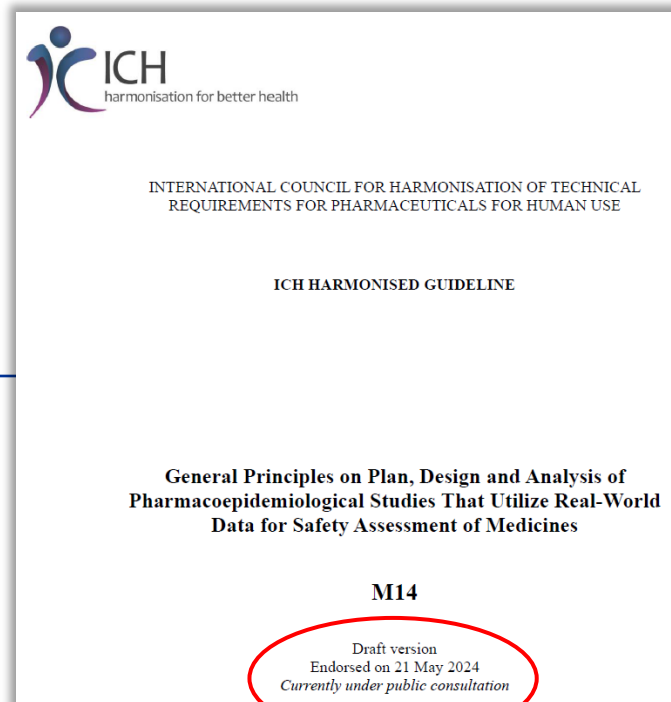 ICH
harmonisation for better health
INTERNATIONAL COUNCIL FOR HARMONISATION OF TECHNICAL
REQUIREMENTS FOR PHARMACEUTICALS FOR HUMAN USE
ICH HARMONISED GUIDELINE
General Principles on Plan, Design and Analysis of
Pharmacoepidemiological Studies That Utilize Real-World
Data for Safety Assessment of Medicines
M14
Draft version
Endorsed on 21 May 2024
Currently under public consultation